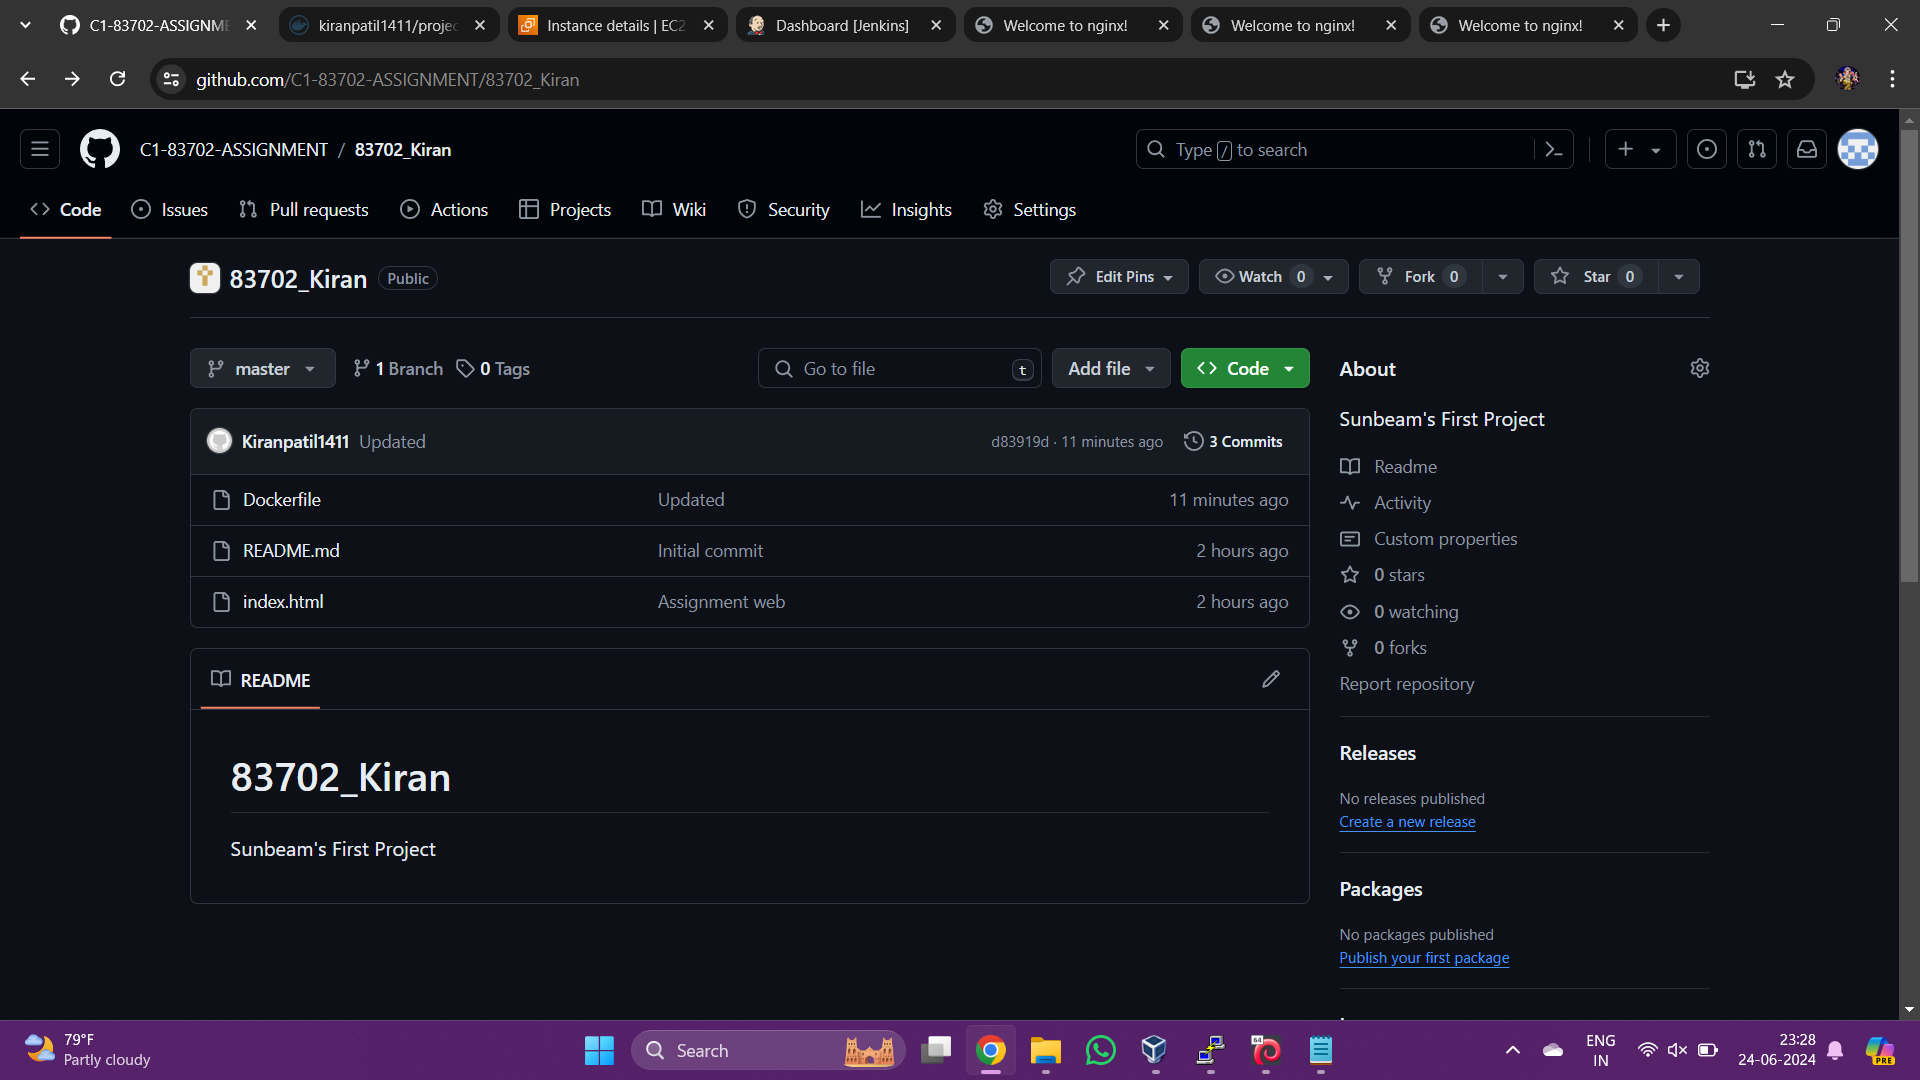 C1-83702-ASSIGNME
kiranpatil1411/projec
Instance details | EC2
Dashboard [Jenkins]
Welcome to nginx!
Welcome to nginx!
Welcome to nginx!
github.com/C1-83702-ASSIGNMENT/83702_Kiran
C1-83702-ASSIGNMENT / 83702_Kiran
Type / to search
Code
Issues
Pull requests
Actions
Projects
Wiki
Security
Insights
Settings
83702_Kiran Public
Edit Pins
Watch 0
Fork 0
Star 0
master
1 Branch
0 Tags
Go to file t
Add file
Code
Kiranpatil1411 Updated
d83919d · 11 minutes ago
3 Commits
Dockerfile Updated 11 minutes ago
README.md Initial commit 2 hours ago
index.html Assignment web 2 hours ago
README
83702_Kiran
Sunbeam's First Project
About
Sunbeam's First Project
Readme
Activity
Custom properties
0 stars
0 watching
0 forks
Report repository
Releases
No releases published
Create a new release
Packages
No packages published
Publish your first package
79°F
Partly cloudy
Search
64
ENG
IN
23:28
24-06-2024
PRE